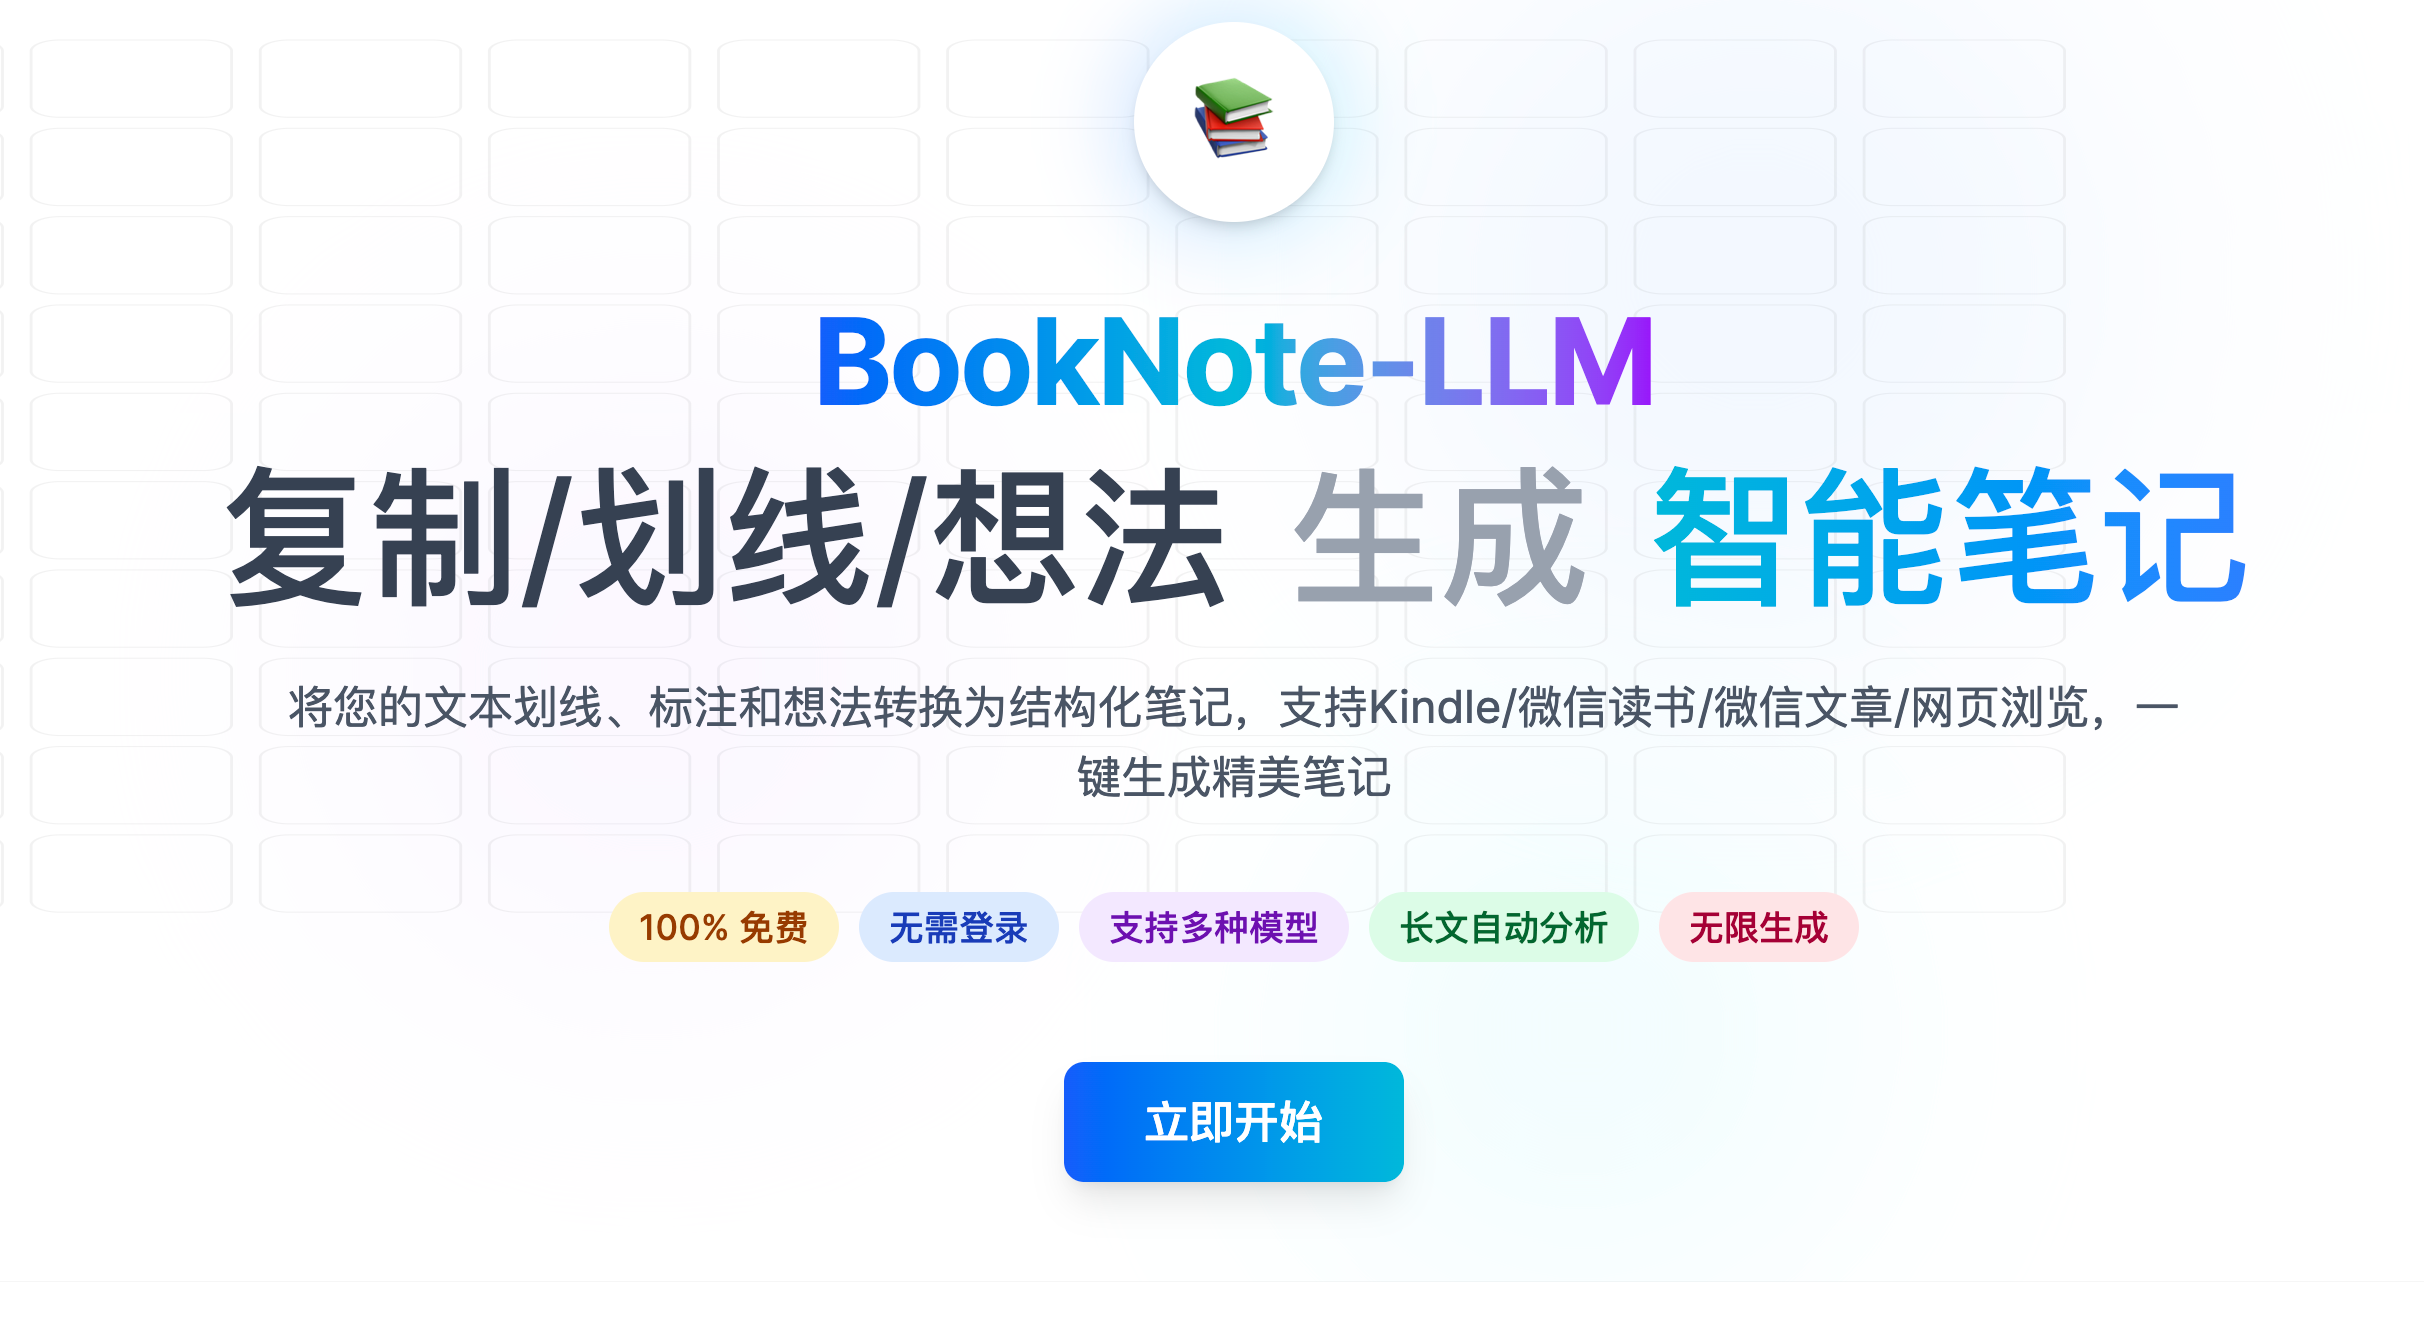 BookNote-LLM
复制/划线/想法 生成 智能笔记
将您的文本划线、标注和想法转换为结构化笔记，支持Kindle/微信读书/微信文章/网页浏览，一
键生成精美笔记
100% 免费 无需登录 支持多种模型 长文自动分析 无限生成
立即开始